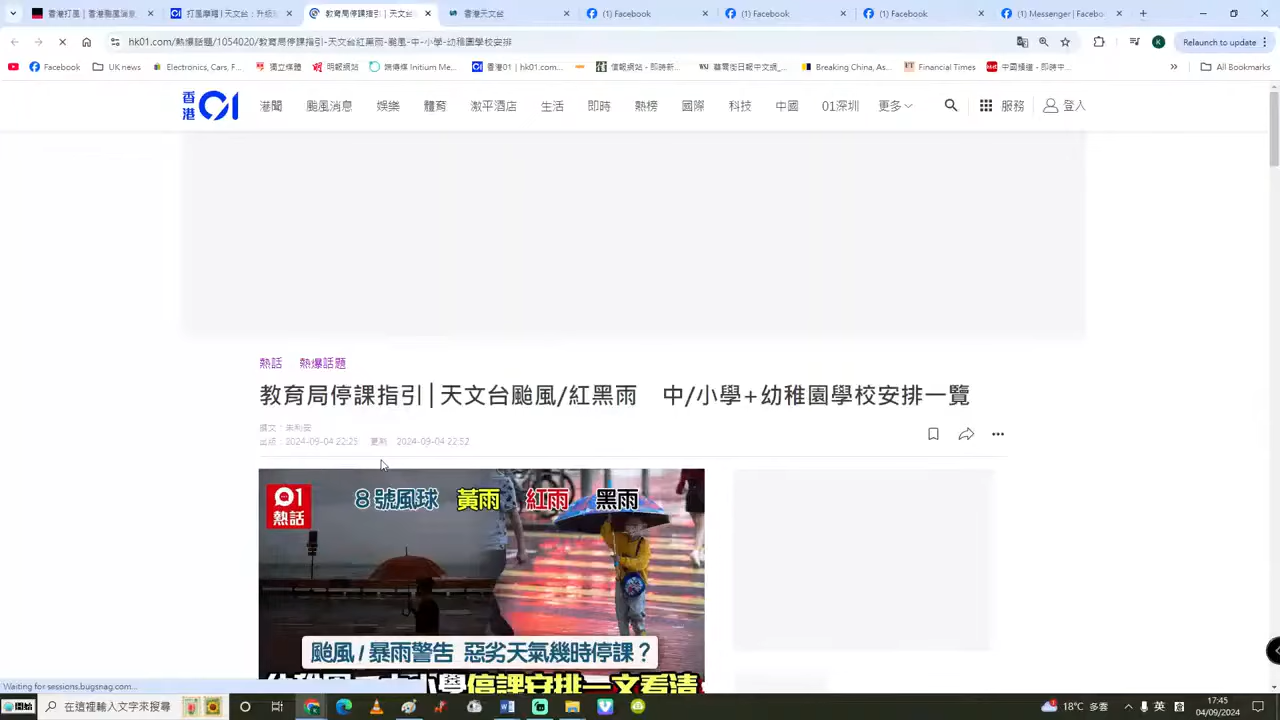 香港打風 | 香港颱風消息
打風摩羯 | 天文台：升級
教育局停課指引 | 天文台
香港天文台
(1) Facebook
(1) Facebook
(1) Facebook
(1) Messenger | Facebo
hk01.com/熱爆話題/1054020/教育局停課指引-天文台紅黑雨-颱風-中-小學-幼稚園學校安排
Relaunch to update
Facebook
UK news
Electronics, Cars, F...
獨立媒體
明報網站
端傳媒 Initium Me...
香港01 | hk01.com...
信報網站 - 即時新...
華爾街日報中文網_...
Breaking China, As...
Financial Times
中國頻道 - 即時中...
All Bookmarks
香港01
港聞
颱風消息
娛樂
體育
激平酒店
生活
即時
熱榜
國際
科技
中國
01深圳
更多
服務
登入
熱話 熱爆話題
教育局停課指引│天文台颱風/紅黑雨 中/小學+幼稚園學校安排一覽
出版：2024-09-04 22:25 更新：2024-09-04 22:52
01
熱話
8號風球 黃雨 紅雨 黑雨
颱風/暴雨警告 惡劣天氣幾時停課？
停課安排一文看清
Waiting for sessions.bugsnag.com...
開始
在這裡輸入文字來搜尋
18°C 多雲
英
17:45
04/09/2024